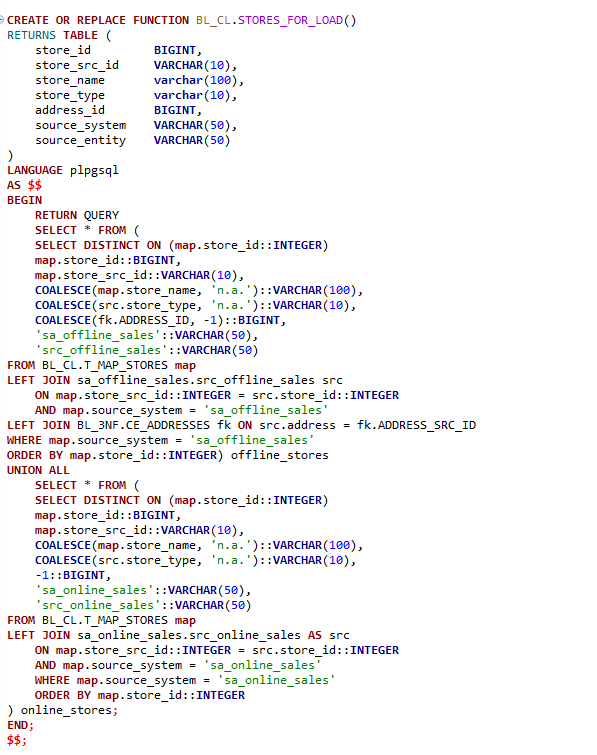 CREATE OR REPLACE FUNCTION BL_CL.STORES_FOR_LOAD()
RETURNS TABLE (
    store_id         BIGINT,
    store_src_id     VARCHAR(10),
    store_name       varchar(100),
    store_type       varchar(10),
    address_id       BIGINT,
    source_system    VARCHAR(50),
    source_entity    VARCHAR(50)
)
LANGUAGE plpgsql
AS $$
BEGIN
    RETURN QUERY
    SELECT * FROM (
    SELECT DISTINCT ON (map.store_id::INTEGER)
    map.store_id::BIGINT,
    map.store_src_id::VARCHAR(10),
    COALESCE(map.store_name, 'n.a.')::VARCHAR(100),
    COALESCE(src.store_type, 'n.a.')::VARCHAR(10),
    COALESCE(fk.ADDRESS_ID, -1)::BIGINT,
    'sa_offline_sales'::VARCHAR(50),
    'src_offline_sales'::VARCHAR(50)
FROM BL_CL.T_MAP_STORES map
LEFT JOIN sa_offline_sales.src_offline_sales src
    ON map.store_src_id::INTEGER = src.store_id::INTEGER
    AND map.source_system = 'sa_offline_sales'
LEFT JOIN BL_3NF.CE_ADDRESSES fk ON src.address = fk.ADDRESS_SRC_ID
WHERE map.source_system = 'sa_offline_sales'
ORDER BY map.store_id::INTEGER) offline_stores
UNION ALL
    SELECT * FROM (
    SELECT DISTINCT ON (map.store_id::INTEGER)
    map.store_id::BIGINT,
    map.store_src_id::VARCHAR(10),
    COALESCE(map.store_name, 'n.a.')::VARCHAR(100),
    COALESCE(src.store_type, 'n.a.')::VARCHAR(10),
    -1::BIGINT,
    'sa_online_sales'::VARCHAR(50),
    'src_online_sales'::VARCHAR(50)
FROM BL_CL.T_MAP_STORES map
LEFT JOIN sa_online_sales.src_online_sales AS src
    ON map.store_src_id::INTEGER = src.store_id::INTEGER
    AND map.source_system = 'sa_online_sales'
    WHERE map.source_system = 'sa_online_sales'
    ORDER BY map.store_id::INTEGER
) online_stores;
END;
$$;